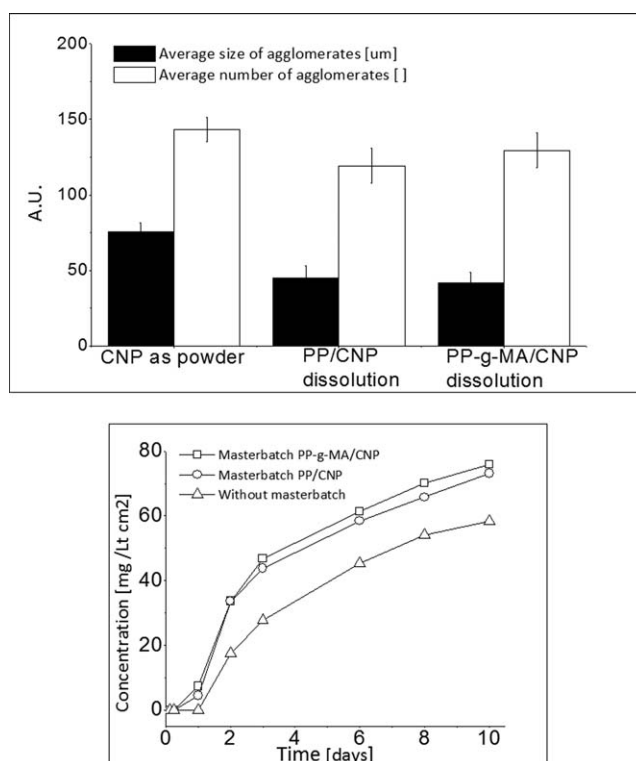 200
150
100
50
0
A.U.
Average size of agglomerates [um]
Average number of agglomerates [ ]
CNP as powder
PP/CNP
dissolution
PP-g-MA/CNP
dissolution
80
60
40
20
0
Concentration [mg /Lt cm2]
Masterbatch PP-g-MA/CNP
Masterbatch PP/CNP
Without masterbatch
0 2 4 6 8 10
Time [days]